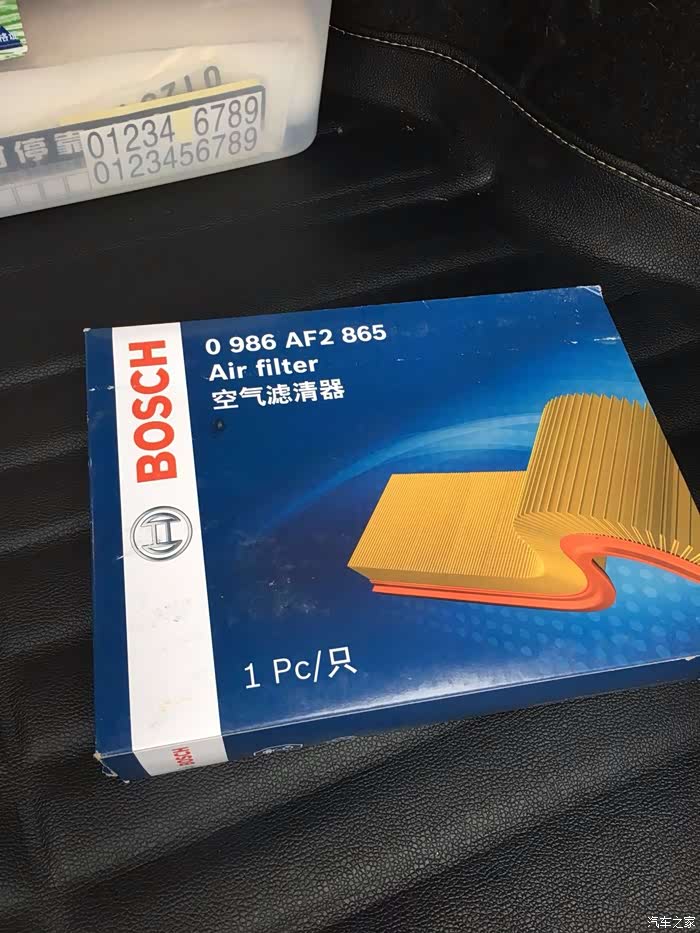 停靠
01234 6789
0123456789
BOSCH
0 986 AF2 865
Air filter
空气滤清器
1 Pc/只
BOSCH
汽车之家